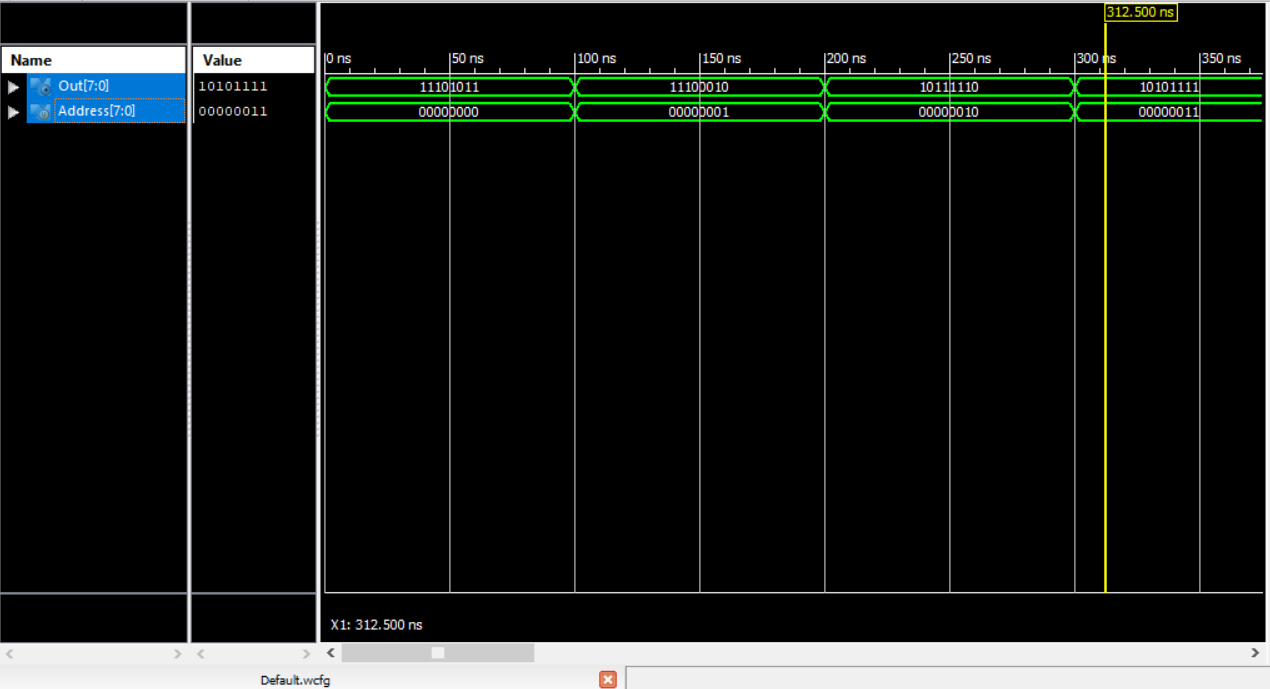 312.500 ns
Name Value 0 ns 50 ns 100 ns 150 ns 200 ns 250 ns 300 ns 350 ns
Out[7:0] 10101111 11101011 11100010 10111110 10101111
Address[7:0] 00000011 00000000 00000001 00000010 00000011
X1: 312.500 ns
Default.wcfg